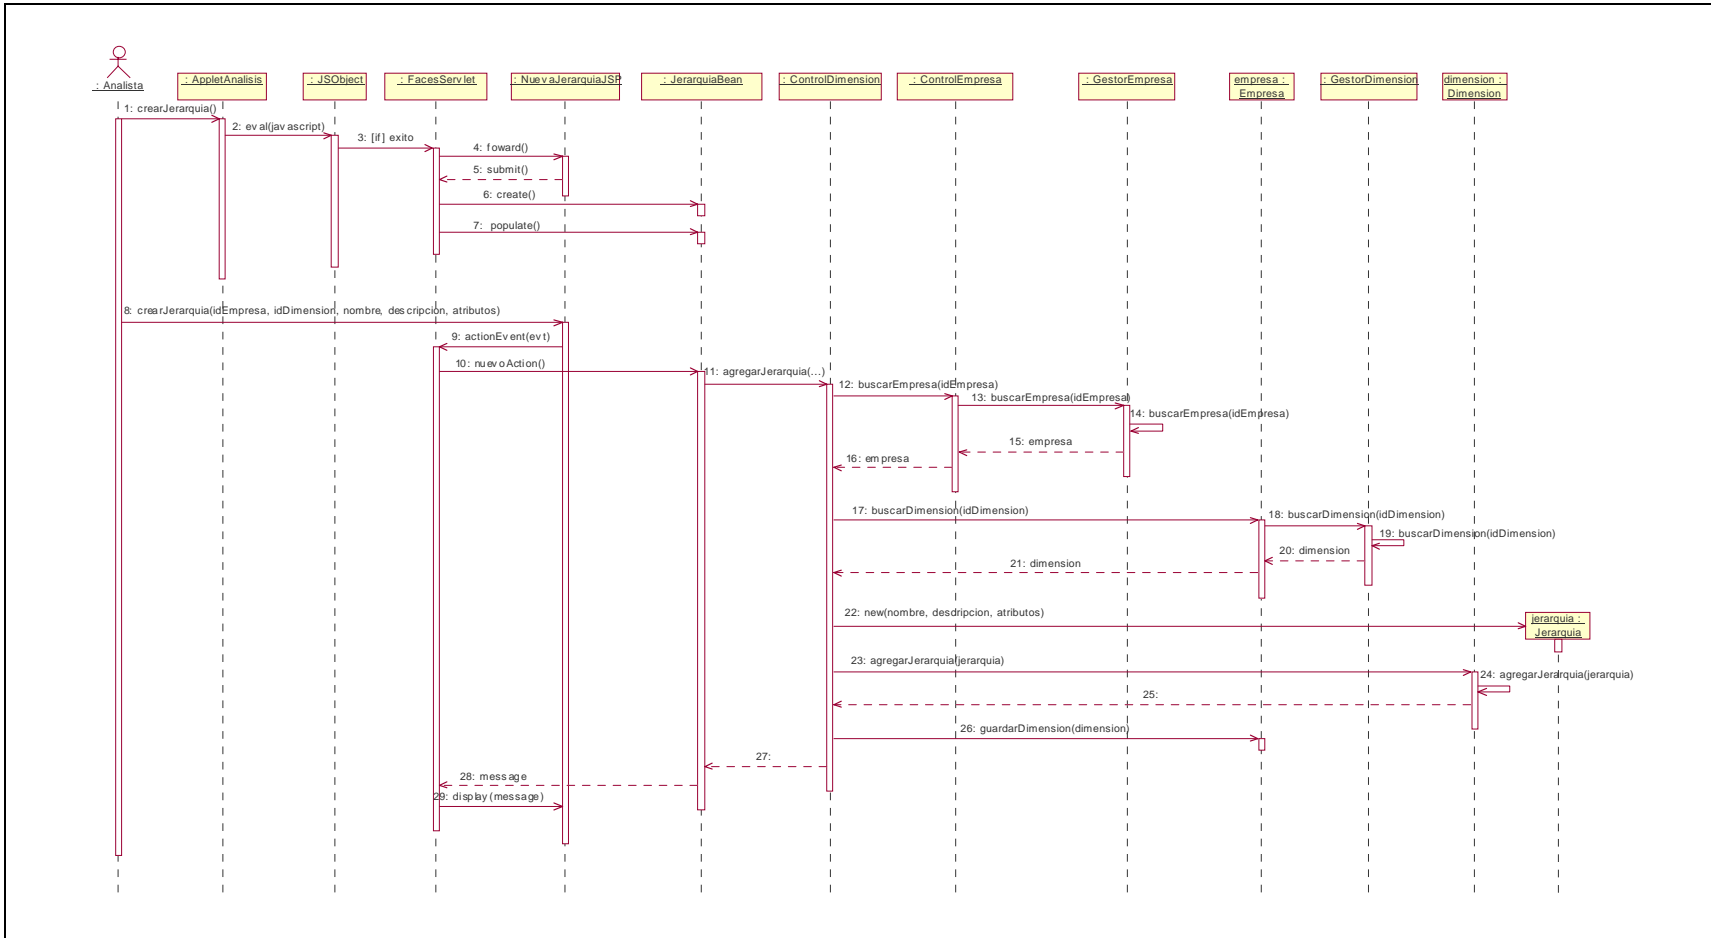 : Analista
: AppletAnalisis
: JSObject
: FacesServlet
: NuevaJerarquiaJSP
: JerarquiaBean
: ControlDimension
: ControlEmpresa
: GestorEmpresa
empresa :
Empresa
: GestorDimension
dimension :
Dimension
1: crearJerarquia()
2: eval(javascript)
3: [if] exito
4: foward()
5: submit()
6: create()
7: populate()
8: crearJerarquia(idEmpresa, idDimension, nombre, descripcion, atributos)
9: actionEvent(evt)
10: nuevoAction()
11: agregarJerarquia(...)
12: buscarEmpresa(idEmpresa)
13: buscarEmpresa(idEmpresa)
14: buscarEmpresa(idEmpresa)
15: empresa
16: empresa
17: buscarDimension(idDimension)
18: buscarDimension(idDimension)
19: buscarDimension(idDimension)
20: dimension
21: dimension
22: new(nombre, desdripcion, atributos)
jerarquia :
Jerarquia
23: agregarJerarquia(jerarquia)
24: agregarJerarquia(jerarquia)
25:
26: guardarDimension(dimension)
27:
28: message
29: display(message)